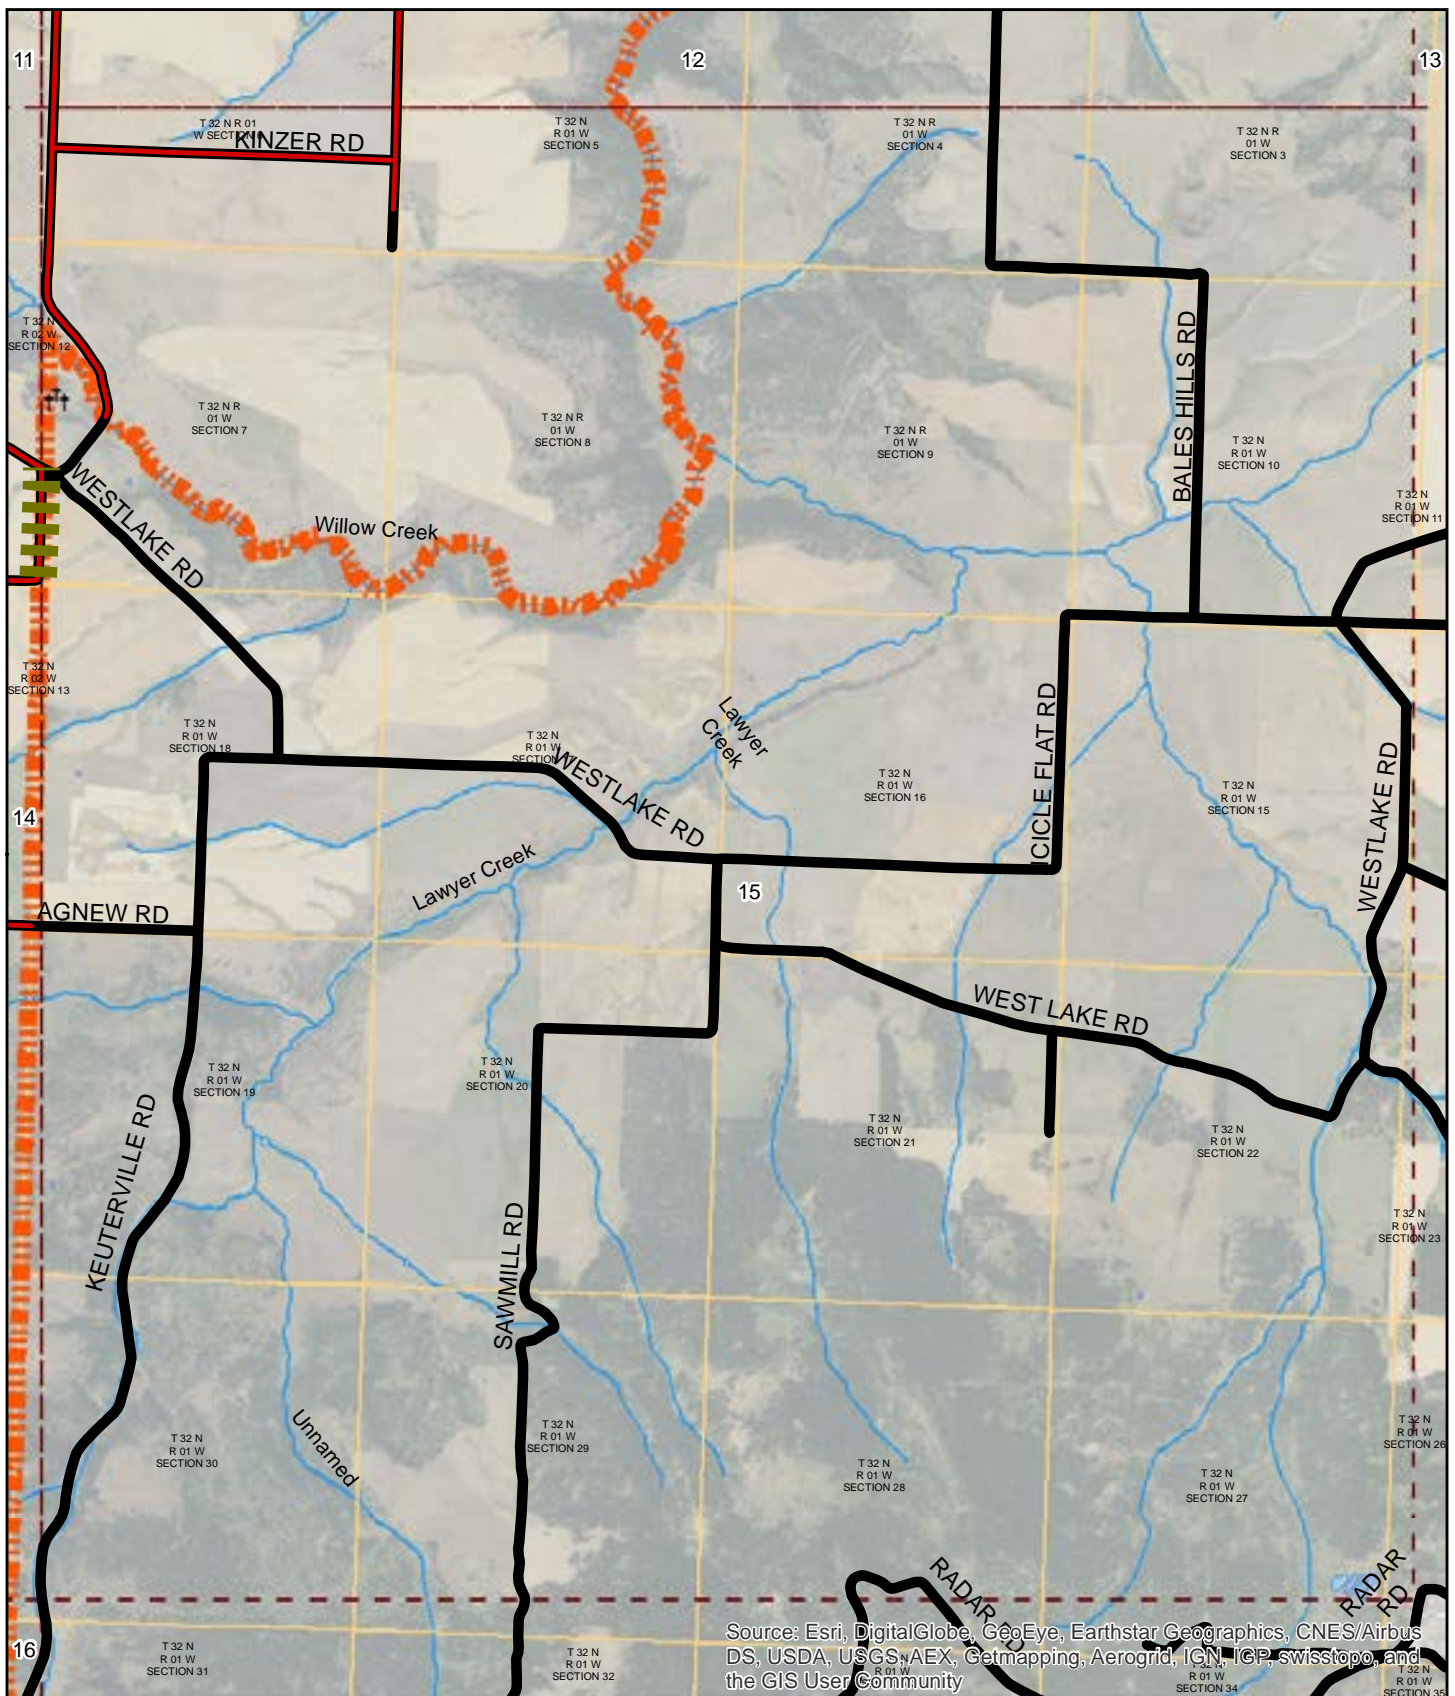 11
12
13
T 32 N R 01
W SECTION
KINZER RD
T 32 N
R 01 W
SECTION 5
T 32 N R
01 W
SECTION 4
T 32 N R
01 W
SECTION 3
T 32 N
R 02 W
SECTION 12
T 32 N R
01 W
SECTION 7
T 32 N R
01 W
SECTION 8
T 32 N R
01 W
SECTION 9
BALES HILLS RD
T 32 N
R 01 W
SECTION 10
T 32 N
R 01 W
SECTION 11
WESTLAKE RD
Willow Creek
T 32 N
R 02 W
SECTION 13
T 32 N
R 01 W
SECTION 18
T 32 N
R 01 W
SECTION
WESTLAKE RD
Lawyer
Creek
T 32 N
R 01 W
SECTION 16
ICICLE FLAT RD
T 32 N
R 01 W
SECTION 15
WESTLAKE RD
14
Lawyer Creek
15
AGNEW RD
WEST LAKE RD
T 32 N
R 01 W
SECTION 19
T 32 N
R 01 W
SECTION 20
T 32 N
R 01 W
SECTION 21
T 32 N
R 01 W
SECTION 22
KEUTERVILLE RD
SAWMILL RD
T 32 N
R 01 W
SECTION 23
Unnamed
T 32 N
R 01 W
SECTION 30
T 32 N
R 01 W
SECTION 29
T 32 N
R 01 W
SECTION 28
T 32 N
R 01 W
SECTION 27
T 32 N
R 01 W
SECTION 26
RADAR RD
RADAR
RD
16
T 32 N
R 01 W
SECTION 31
T 32 N
R 01 W
SECTION 32
R 01 W
T 32 N
R 01 W
SECTION 34
T 32 N
R 01 W
SECTION 35
Source: Esri, DigitalGlobe, GeoEye, Earthstar Geographics, CNES/Airbus
DS, USDA, USGS, AEX, Getmapping, Aerogrid, IGN, IGP, swisstopo, and
the GIS User Community